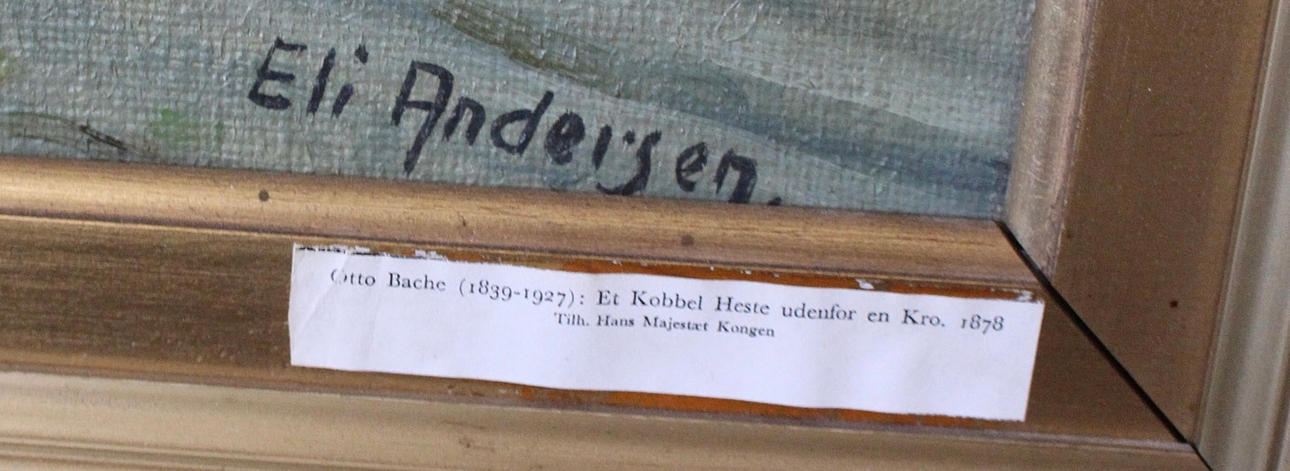 Eli Andersen.
Otto Bache (1839-1927): Et Kobbel Heste udenfor en Kro. 1878
Tilh. Hans Majestæt Kongen